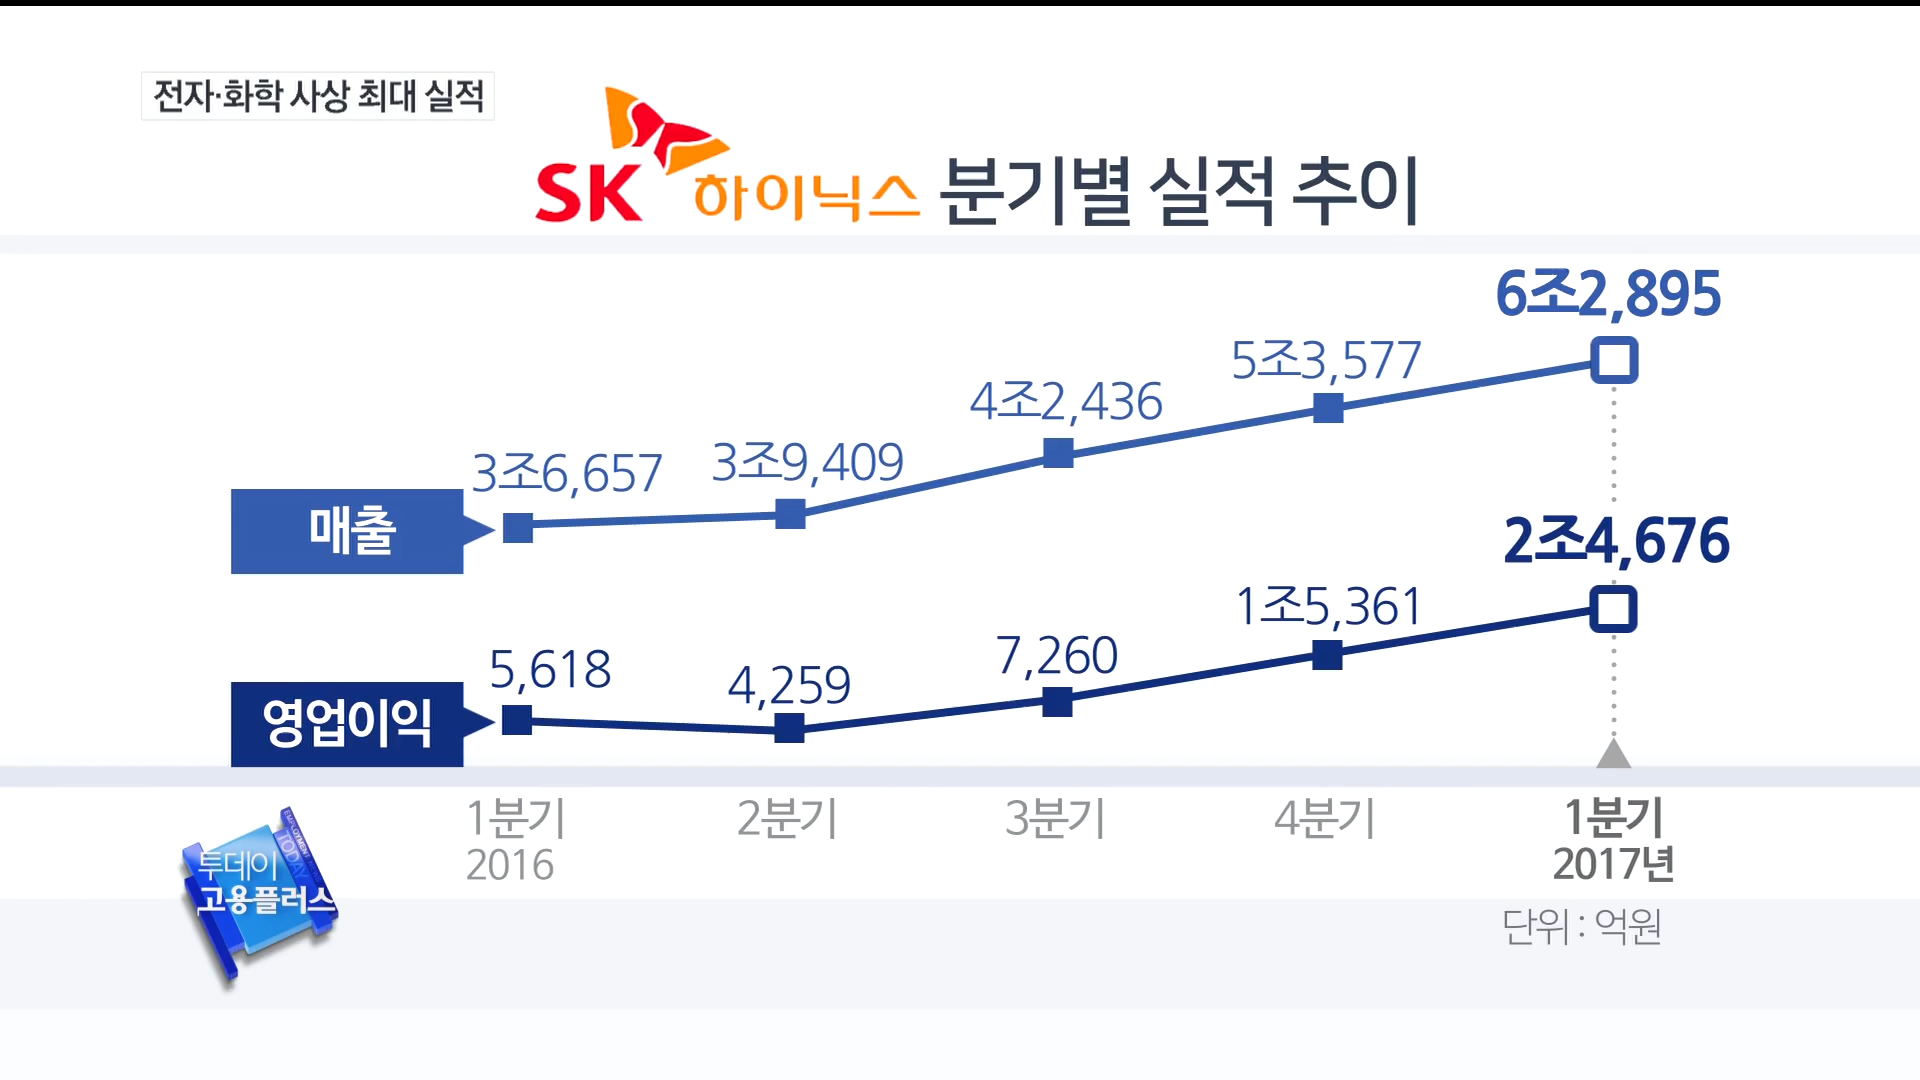 전자·화학 사상 최대 실적
SK 하이닉스 분기별 실적 추이
6조2,895
5조3,577
4조2,436
3조9,409
3조6,657
매출
2조4,676
1조5,361
7,260
4,259
5,618
영업이익
1분기 2분기 3분기 4분기 1분기
2016 2017년
단위 : 억원
EMPLOYMENT
TODAY
투데이
고용플러스